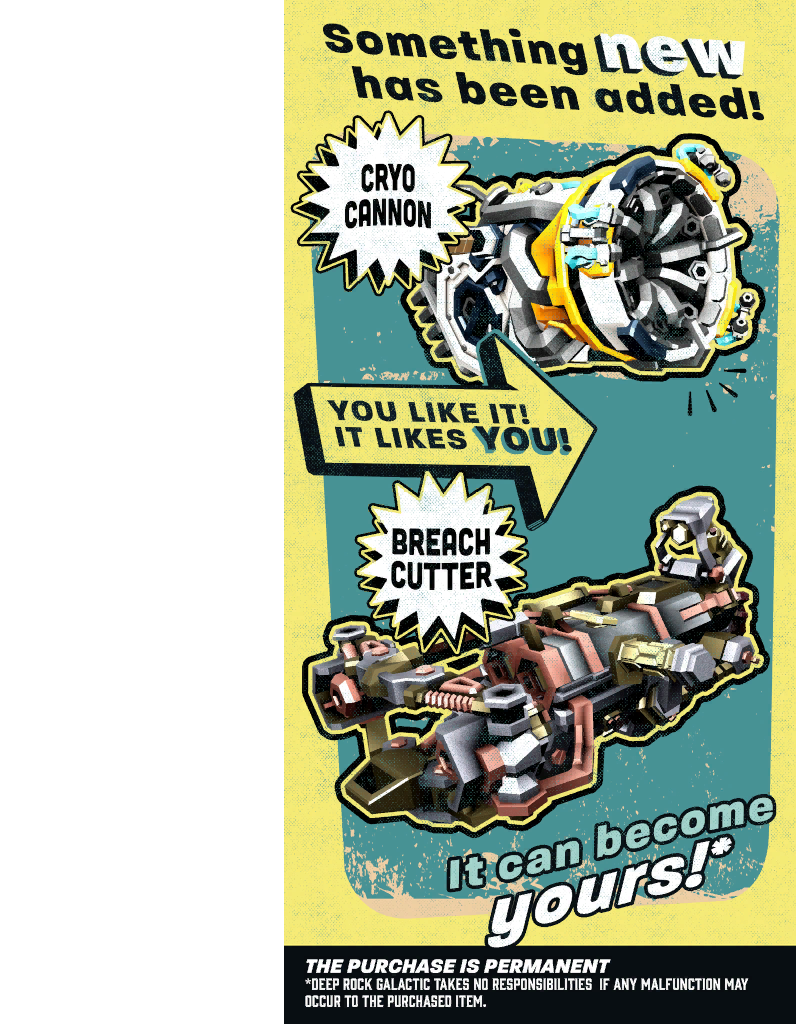 Something new
has been added!
CRYO
CANNON
YOU LIKE IT!
IT LIKES YOU!
BREACH
CUTTER
It can become
yours!*
THE PURCHASE IS PERMANENT
*DEEP ROCK GALACTIC TAKES NO RESPONSIBILITIES IF ANY MALFUNCTION MAY
OCCUR TO THE PURCHASED ITEM.